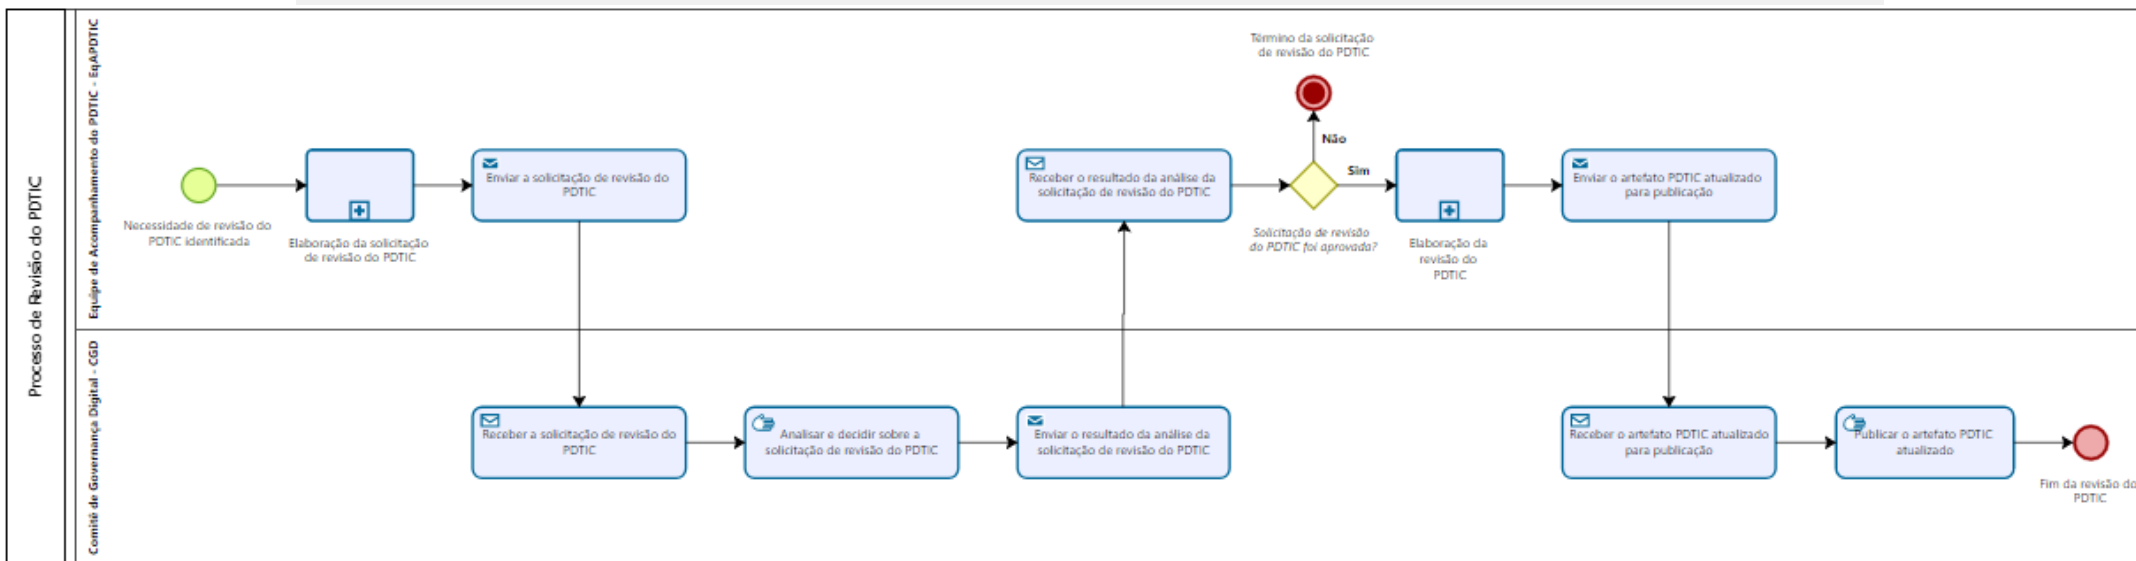 Processo de Revisão do PDTIC
Equipe de Acompanhamento do PDTIC - EqAPDTIC
Término da solicitação
de revisão do PDTIC
Necessidade de revisão do
PDTIC identificada
Elaboração da solicitação
de revisão do PDTIC
Enviar a solicitação de revisão do
PDTIC
Receber o resultado da análise da
solicitação de revisão do PDTIC
Não
Sim
Solicitação de revisão
do PDTIC foi aprovada?
Elaboração da
revisão do
PDTIC
Enviar o artefato PDTIC atualizado
para publicação
Comitê de Governança Digital - CGD
Receber a solicitação de revisão do
PDTIC
Analisar e decidir sobre a
solicitação de revisão do PDTIC
Enviar o resultado da análise da
solicitação de revisão do PDTIC
Receber o artefato PDTIC atualizado
para publicação
Publicar o artefato PDTIC
atualizado
Fim da revisão do
PDTIC